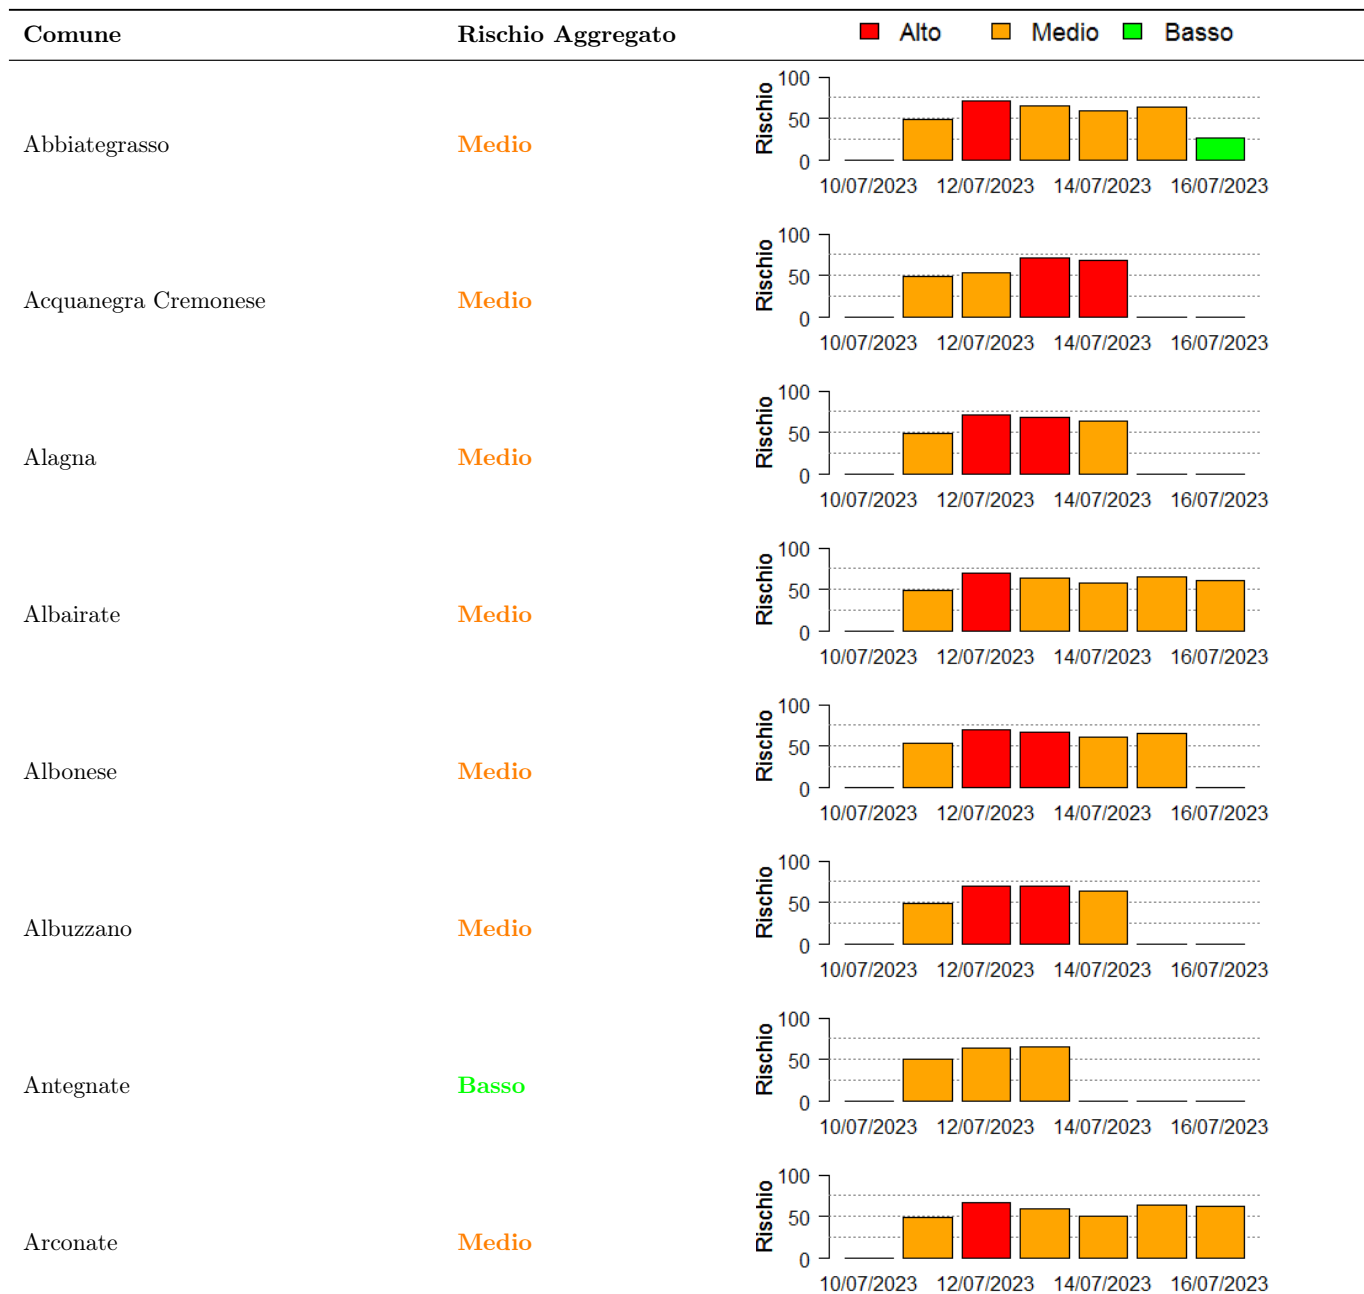 Comune Rischio Aggregato Alto Medio Basso
100
50
0
Rischio
Abbiategrasso Medio
10/07/2023 12/07/2023 14/07/2023 16/07/2023
100
50
0
Rischio
Acquanegra Cremonese Medio
10/07/2023 12/07/2023 14/07/2023 16/07/2023
100
50
0
Rischio
Alagna Medio
10/07/2023 12/07/2023 14/07/2023 16/07/2023
100
50
0
Rischio
Albairate Medio
10/07/2023 12/07/2023 14/07/2023 16/07/2023
100
50
0
Rischio
Albonese Medio
10/07/2023 12/07/2023 14/07/2023 16/07/2023
100
50
0
Rischio
Albuzzano Medio
10/07/2023 12/07/2023 14/07/2023 16/07/2023
100
50
0
Rischio
Antegnate Basso
10/07/2023 12/07/2023 14/07/2023 16/07/2023
100
50
0
Rischio
Arconate Medio
10/07/2023 12/07/2023 14/07/2023 16/07/2023